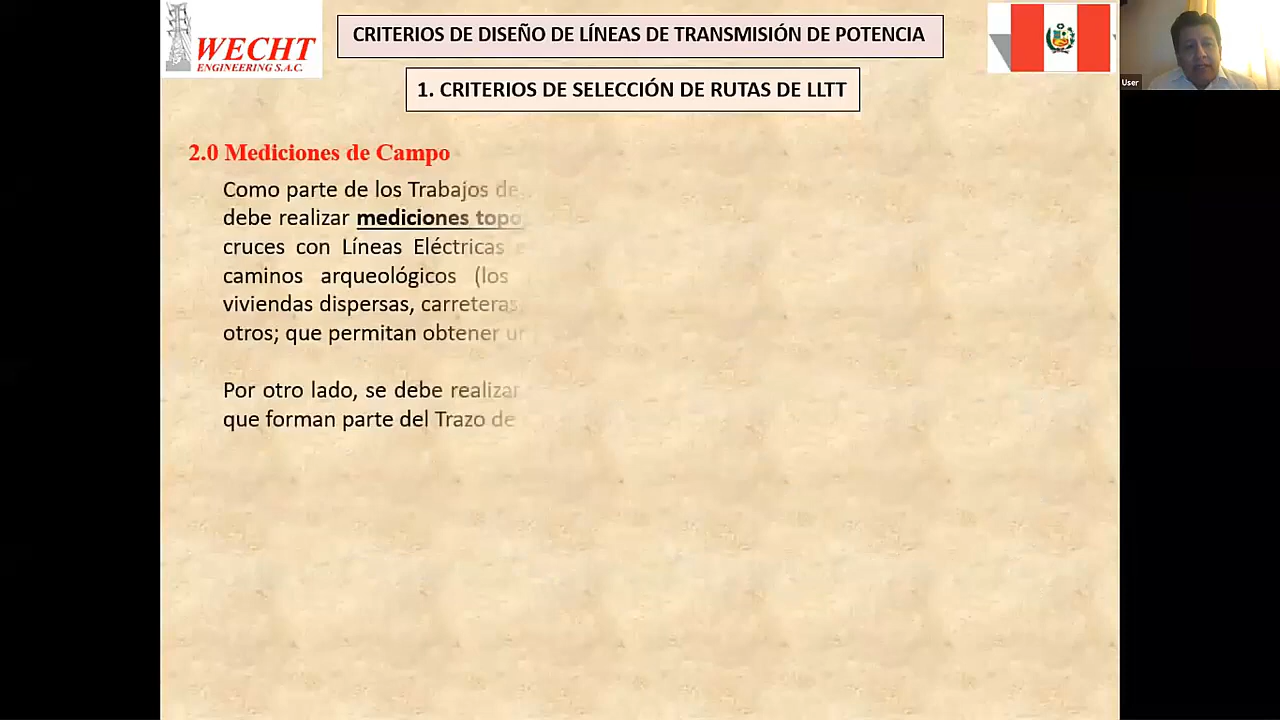 WECHT
ENGINEERING S.A.C.
CRITERIOS DE DISEÑO DE LÍNEAS DE TRANSMISIÓN DE POTENCIA
User
1. CRITERIOS DE SELECCIÓN DE RUTAS DE LLTT
2.0 Mediciones de Campo
Como parte de los Trabajos de
debe realizar mediciones topo
cruces con Líneas Eléctricas
caminos arqueológicos (los
viviendas dispersas, carreteras,
otros; que permitan obtener un
Por otro lado, se debe realizar
que forman parte del Trazo de